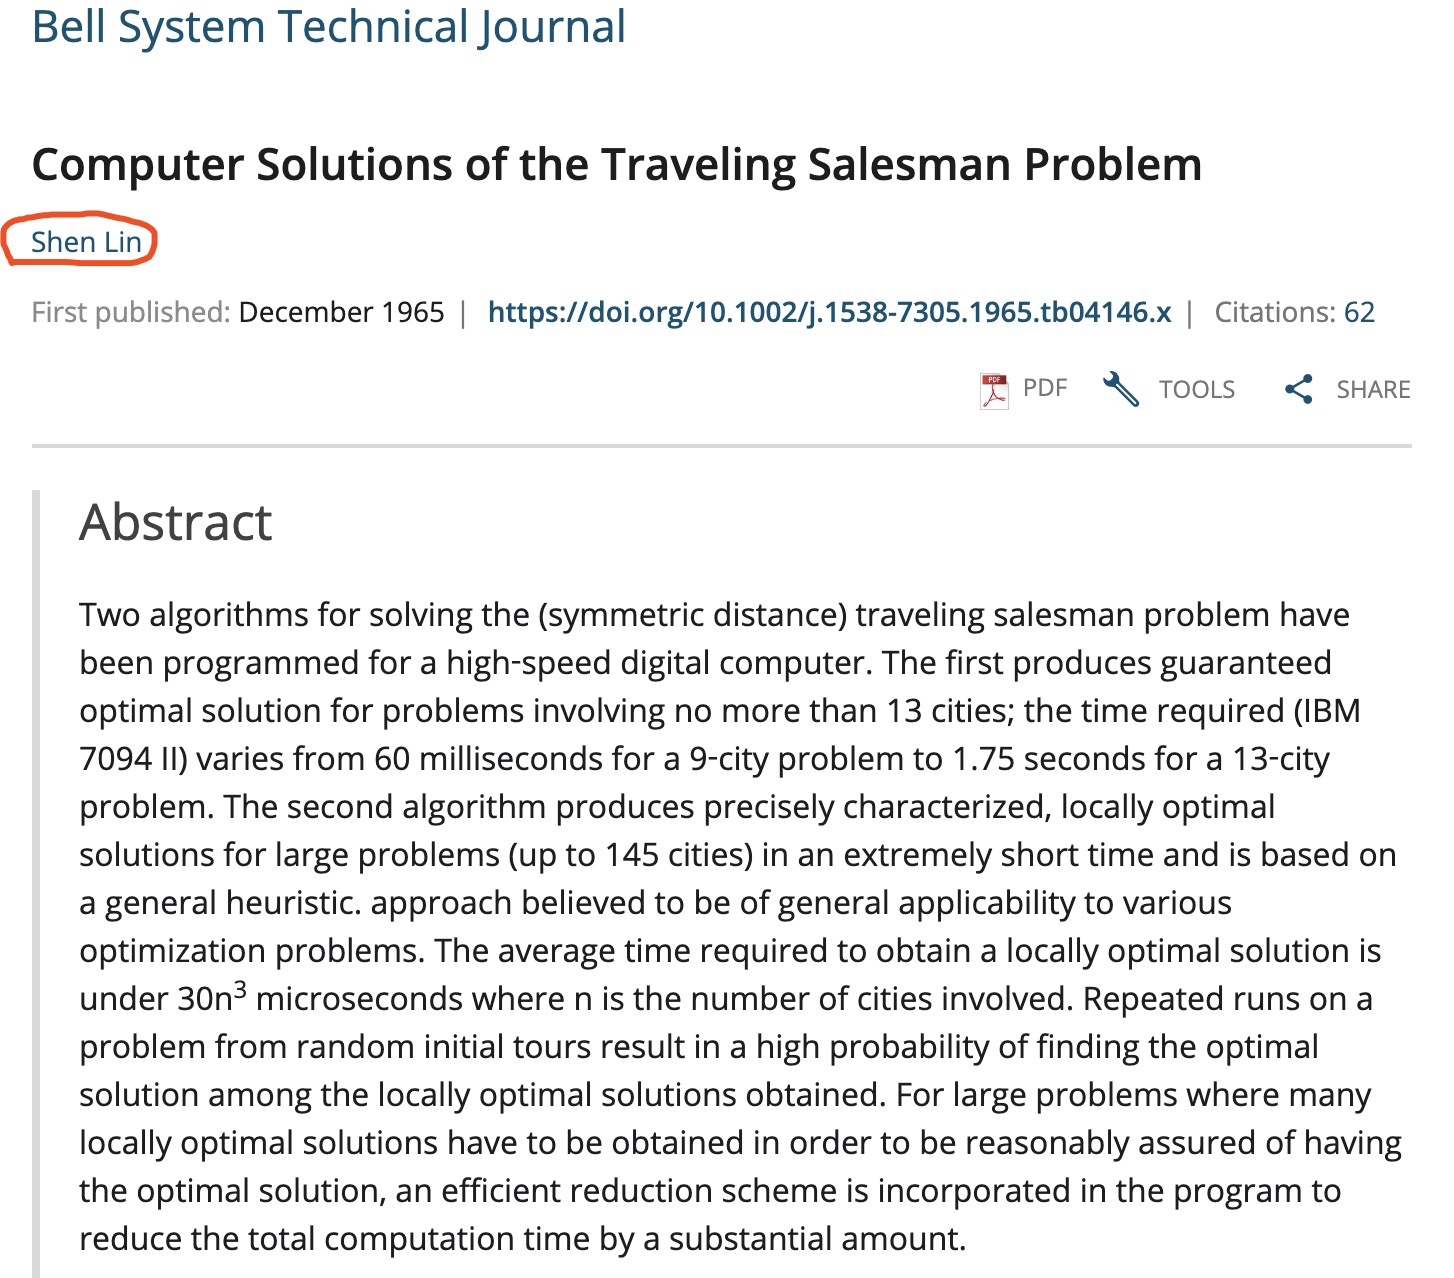 Bell System Technical Journal
Computer Solutions of the Traveling Salesman Problem
Shen Lin
First published: December 1965 | https://doi.org/10.1002/j.1538-7305.1965.tb04146.x | Citations: 62
PDF PDF TOOLS SHARE
Abstract
Two algorithms for solving the (symmetric distance) traveling salesman problem have
been programmed for a high-speed digital computer. The first produces guaranteed
optimal solution for problems involving no more than 13 cities; the time required (IBM
7094 II) varies from 60 milliseconds for a 9-city problem to 1.75 seconds for a 13-city
problem. The second algorithm produces precisely characterized, locally optimal
solutions for large problems (up to 145 cities) in an extremely short time and is based on
a general heuristic. approach believed to be of general applicability to various
optimization problems. The average time required to obtain a locally optimal solution is
under 30n³ microseconds where n is the number of cities involved. Repeated runs on a
problem from random initial tours result in a high probability of finding the optimal
solution among the locally optimal solutions obtained. For large problems where many
locally optimal solutions have to be obtained in order to be reasonably assured of having
the optimal solution, an efficient reduction scheme is incorporated in the program to
reduce the total computation time by a substantial amount.